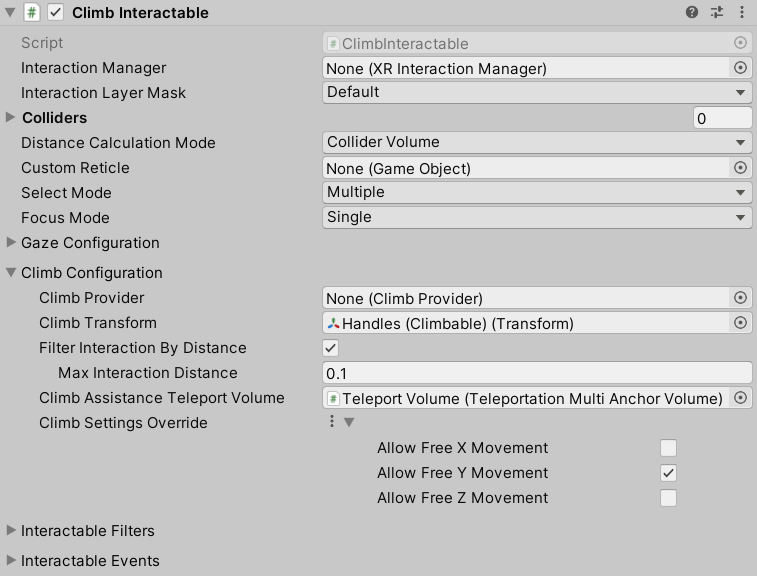 Climb Interactable
Script ClimbInteractable
Interaction Manager None (XR Interaction Manager)
Interaction Layer Mask Default
Colliders 0
Distance Calculation Mode Collider Volume
Custom Reticle None (Game Object)
Select Mode Multiple
Focus Mode Single
Gaze Configuration
Climb Configuration
Climb Provider None (Climb Provider)
Climb Transform Handles (Climbable) (Transform)
Filter Interaction By Distance
Max Interaction Distance 0.1
Climb Assistance Teleport Volume Teleport Volume (Teleportation Multi Anchor Volume)
Climb Settings Override
Allow Free X Movement
Allow Free Y Movement
Allow Free Z Movement
Interactable Filters
Interactable Events